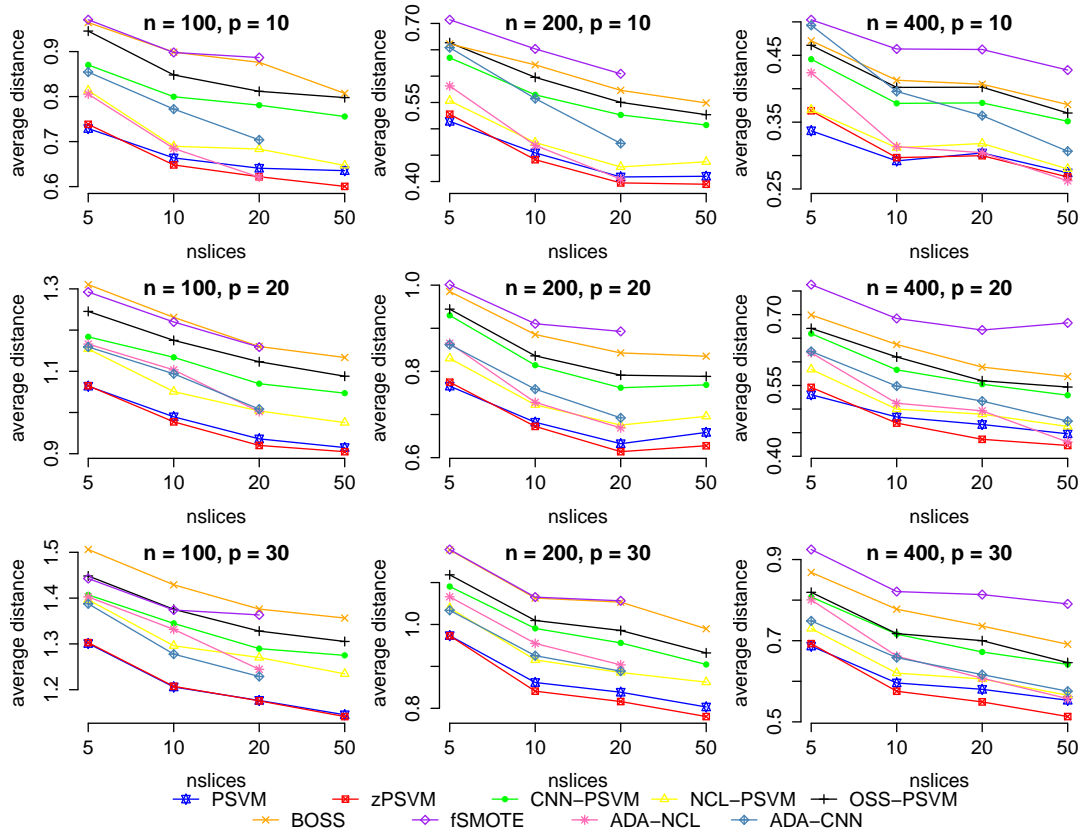 n = 100, p = 10
average distance
0.6 0.7 0.8 0.9
5 10 20 50
nslices
n = 200, p = 10
average distance
0.40 0.55 0.70
5 10 20 50
nslices
n = 400, p = 10
average distance
0.25 0.35 0.45
5 10 20 50
nslices
n = 100, p = 20
average distance
0.9 1.1 1.3
5 10 20 50
nslices
n = 200, p = 20
average distance
0.6 0.8 1.0
5 10 20 50
nslices
n = 400, p = 20
average distance
0.40 0.55 0.70
5 10 20 50
nslices
n = 100, p = 30
average distance
1.2 1.3 1.4 1.5
5 10 20 50
nslices
n = 200, p = 30
average distance
0.8 1.0
5 10 20 50
nslices
n = 400, p = 30
average distance
0.5 0.7 0.9
5 10 20 50
nslices
PSVM zPSVM CNN−PSVM NCL−PSVM OSS−PSVM
BOSS fSMOTE ADA−NCL ADA−CNN